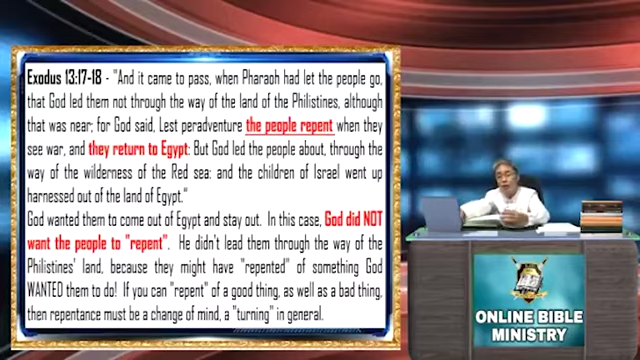 Exodus 13:17-18 - "And it came to pass, when Pharaoh had let the people go,
that God led them not through the way of the land of the Philistines, although
that was near; for God said, Lest peradventure the people repent when they
see war, and they return to Egypt: But God led the people about, through the
way of the wilderness of the Red sea: and the children of Israel went up
harnessed out of the land of Egypt."
God wanted them to come out of Egypt and stay out. In this case, God did NOT
want the people to "repent". He didn't lead them through the way of the
Philistines' land, because they might have "repented" of something God
WANTED them to do! If you can "repent" of a good thing, as well as a bad thing,
then repentance must be a change of mind, a "turning" in general.
ONLINE BIBLE
MINISTRY